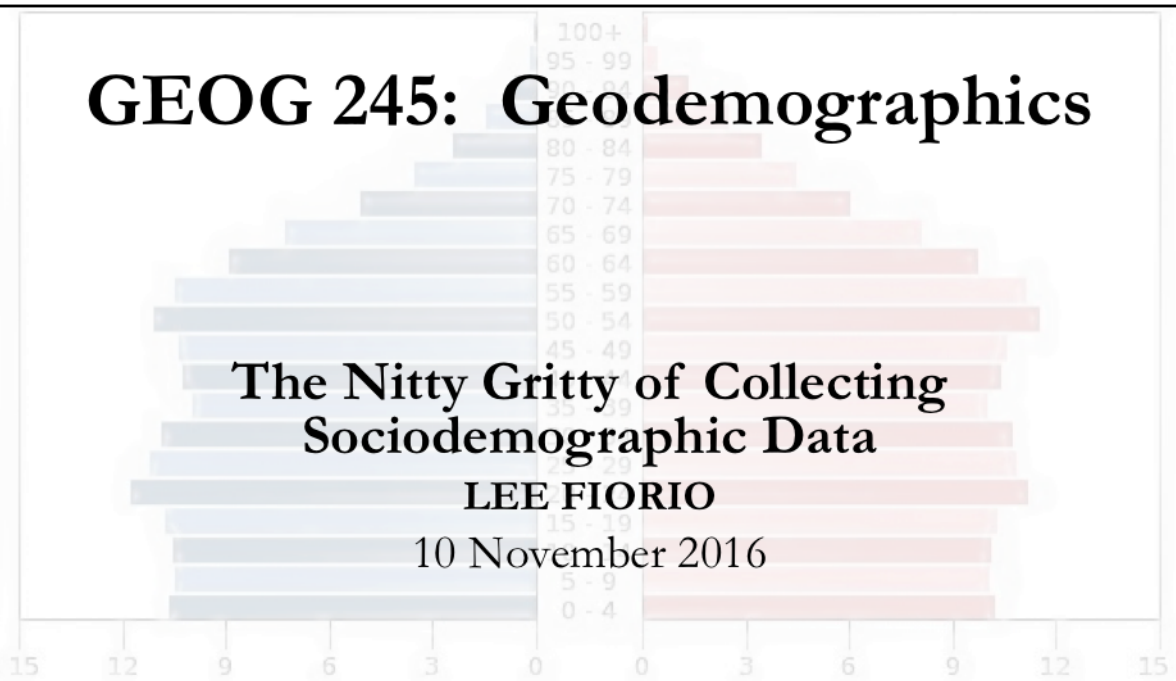 100+
95 - 99
GEOG 245: Geodemographics
80 - 84
75 - 79
70 - 74
65 - 69
60 - 64
55 - 59
50 - 54
45 - 49
The Nitty Gritty of Collecting
35 - 39
Sociodemographic Data
LEE FIORIO
15 - 19
10 November 2016
5 - 9
0 - 4
15 12 9 6 3 0 0 3 6 9 12 15